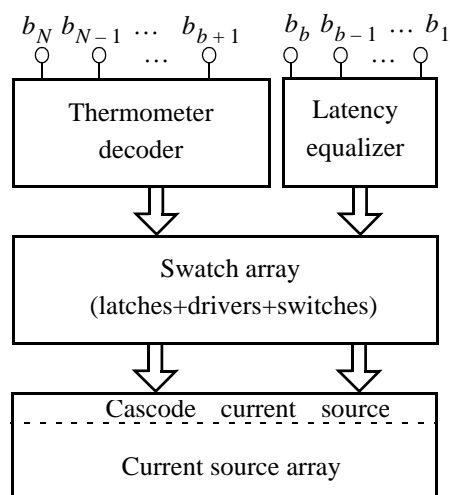 b_N b_{N−1} … b_{b+1} b_b b_{b−1} … b_1
… …
Thermometer decoder
Latency equalizer
Swatch array
(latches+drivers+switches)
Cascode current source
Current source array